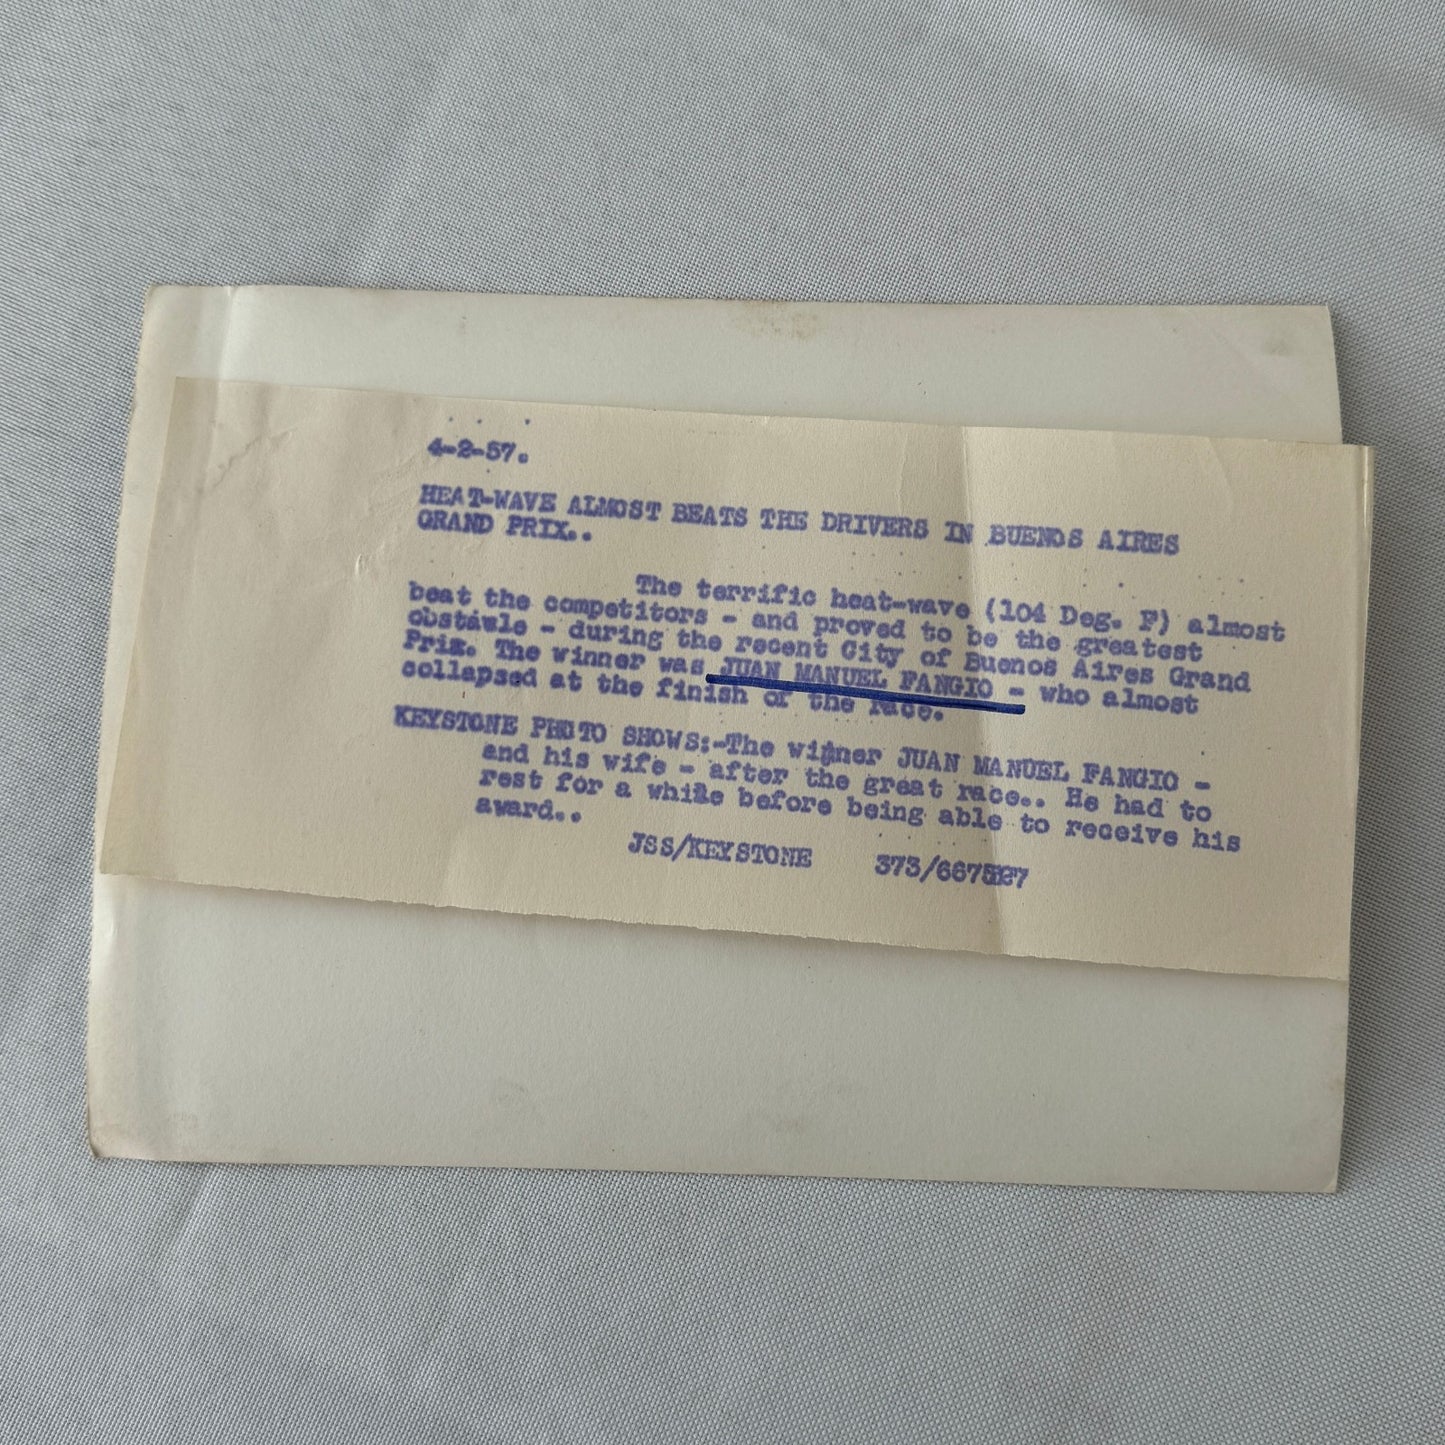 4-2-57.
HEAT-WAVE ALMOST BEATS THE DRIVERS IN BUENOS AIRES
GRAND PRIX..
The terrific heat-wave (104 Deg. F) almost
beat the competitors - and proved to be the greatest
obstavle - during the recent City of Buenos Aires Grand
Prix. The winner was JUAN MANUEL FANGIO - who almost
collapsed at the finish of the race.
KEYSTONE PHOTO SHOWS:-The winner JUAN MANUEL FANGIO -
and his wife - after the great race.. He had to
rest for a while before being able to receive his
award..
JSS/KEYSTONE